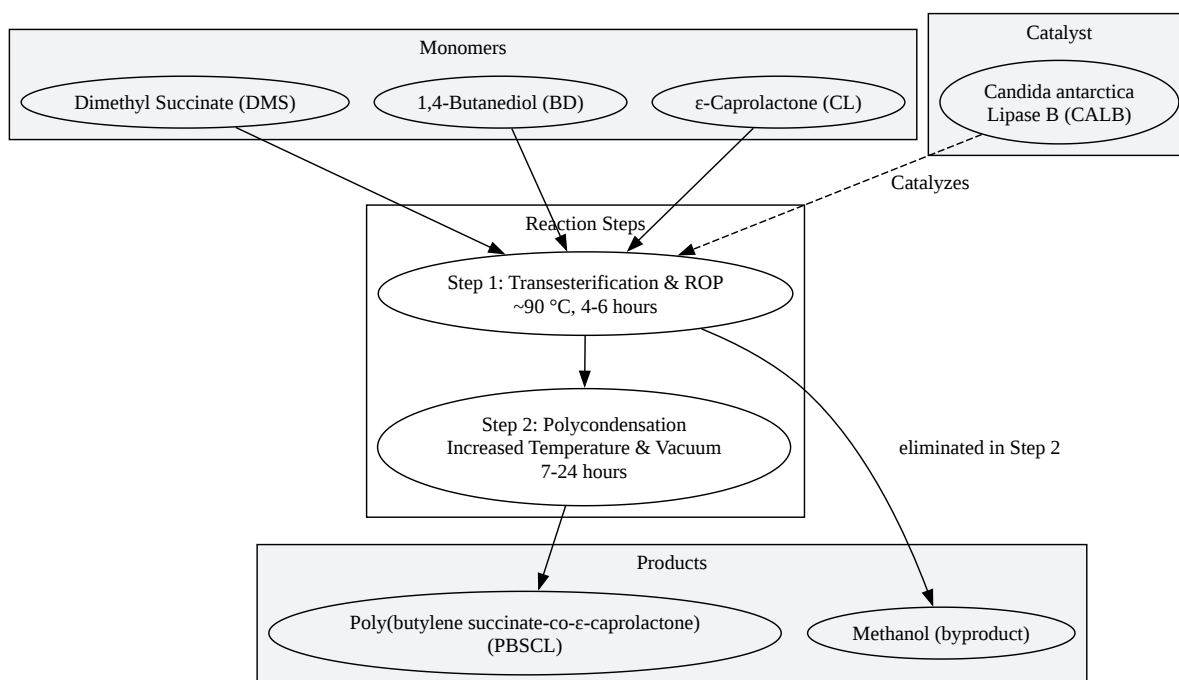 Monomers
Catalyst
Dimethyl Succinate (DMS)
1,4-Butanediol (BD)
ε-Caprolactone (CL)
Candida antarctica
Lipase B (CALB)
Catalyzes
Reaction Steps
Step 1: Transesterification & ROP
~90 °C, 4-6 hours
Step 2: Polycondensation
Increased Temperature & Vacuum
7-24 hours
eliminated in Step 2
Products
Poly(butylene succinate-co-ε-caprolactone)
(PBSCL)
Methanol (byproduct)